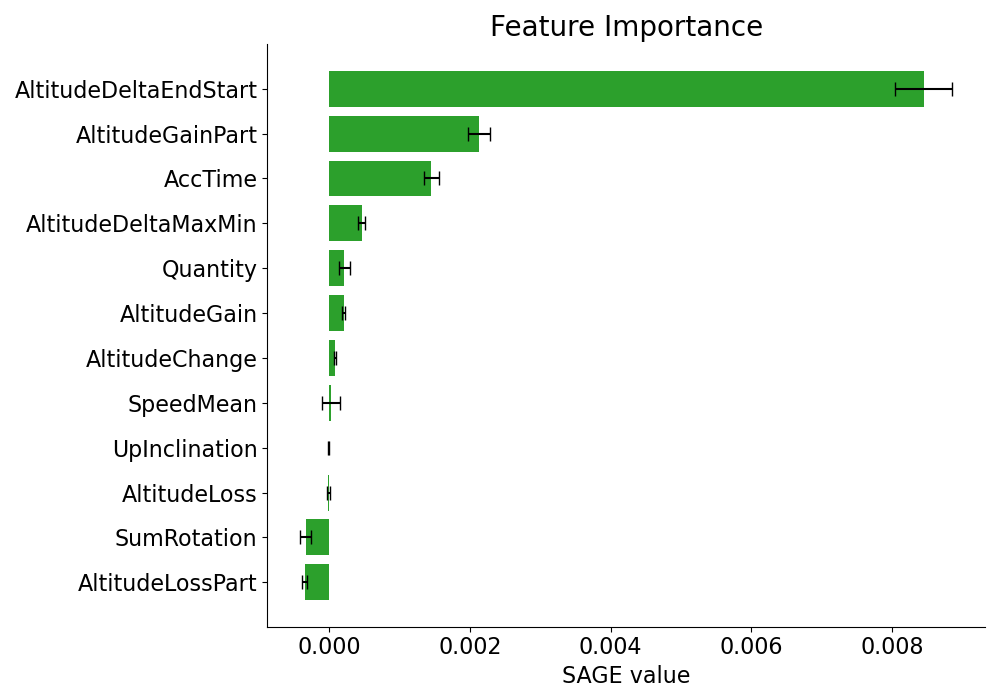 Feature Importance
AltitudeDeltaEndStart
AltitudeGainPart
AccTime
AltitudeDeltaMaxMin
Quantity
AltitudeGain
AltitudeChange
SpeedMean
UpInclination
AltitudeLoss
SumRotation
AltitudeLossPart
0.000 0.002 0.004 0.006 0.008
SAGE value